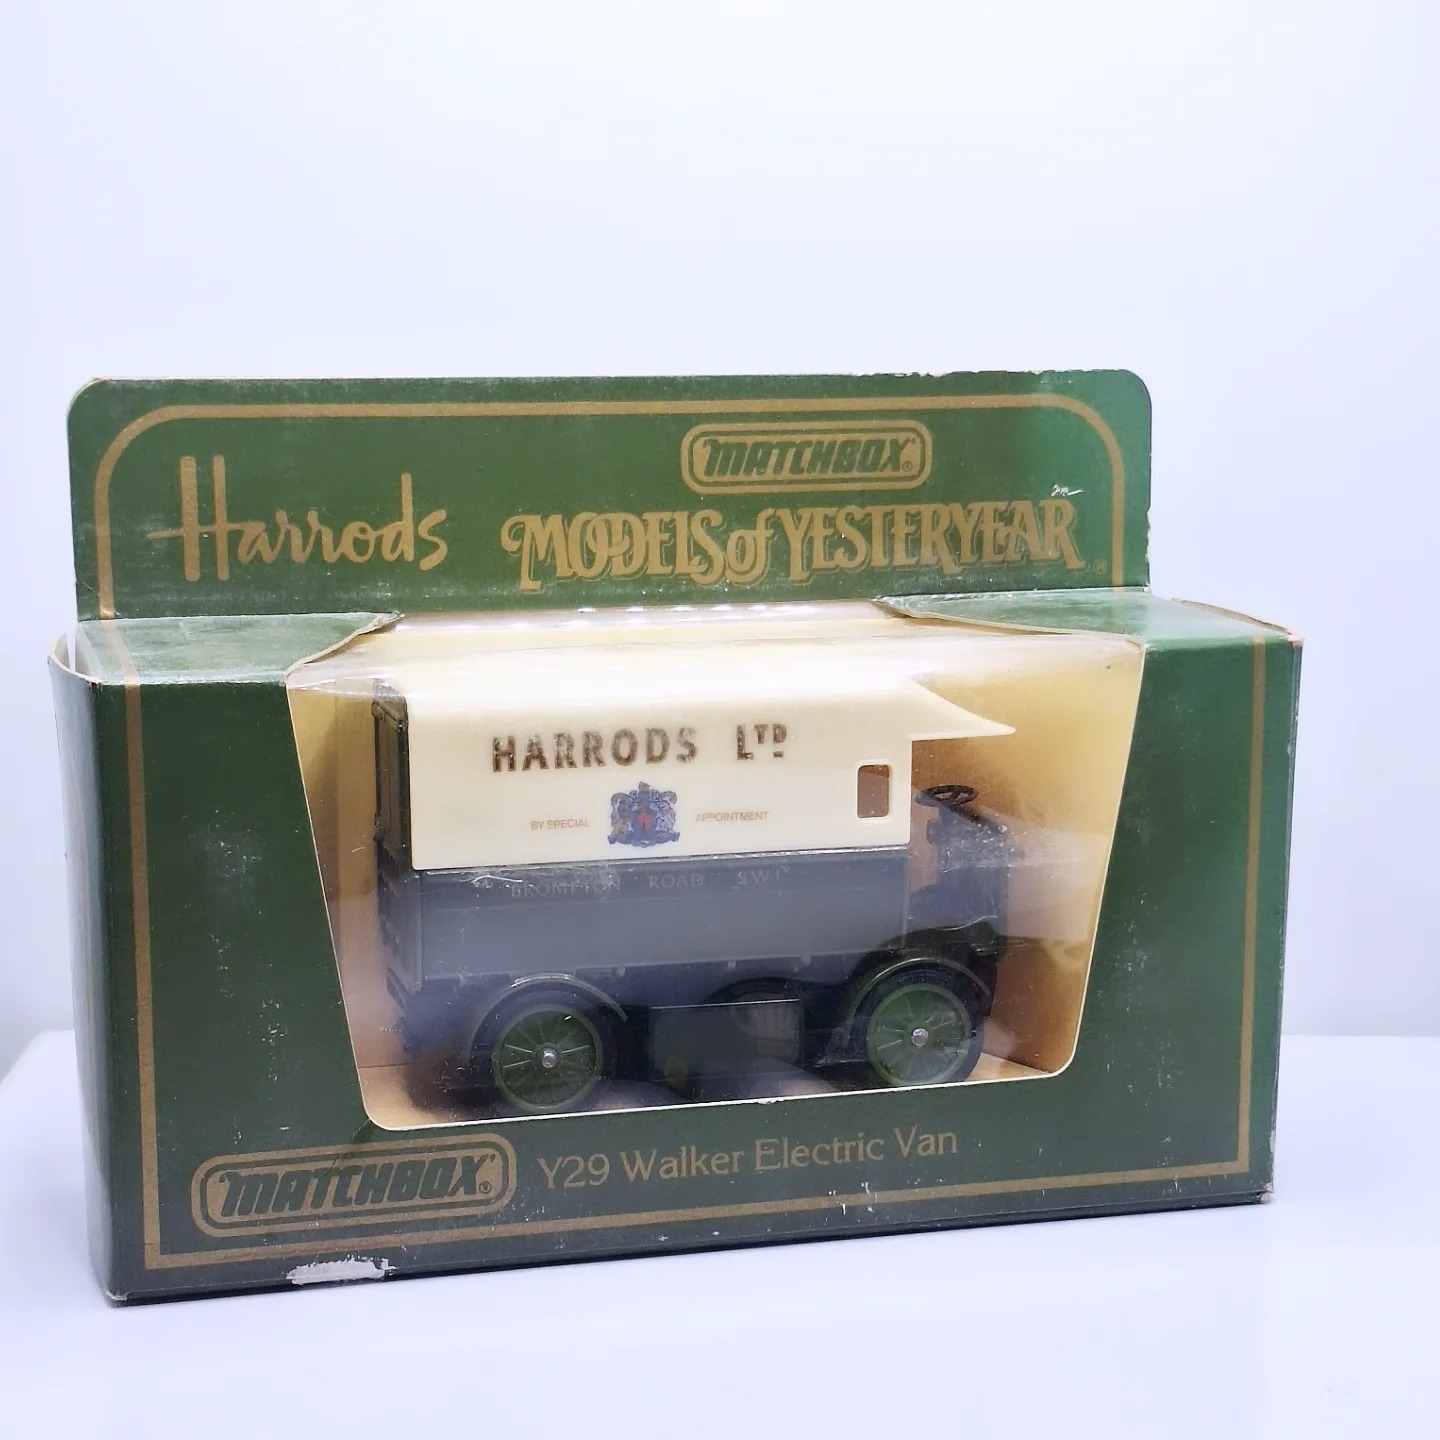 MATCHBOX®
Harrods MODELS of YESTERYEAR®
HARRODS LTD
BY SPECIAL APPOINTMENT
BROMPTON ROAD S.W.1
MATCHBOX® Y29 Walker Electric Van